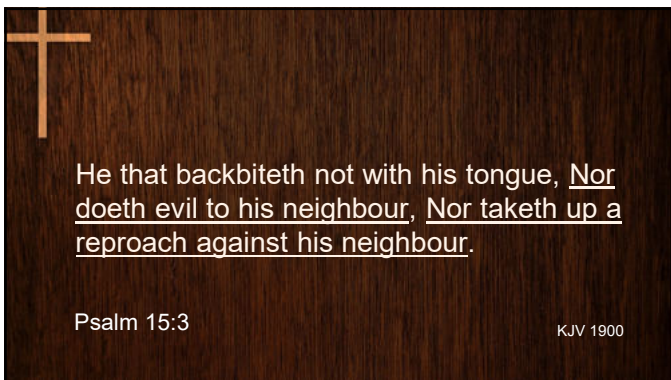 He that backbiteth not with his tongue, Nor
doeth evil to his neighbour, Nor taketh up a
reproach against his neighbour.
Psalm 15:3
KJV 1900